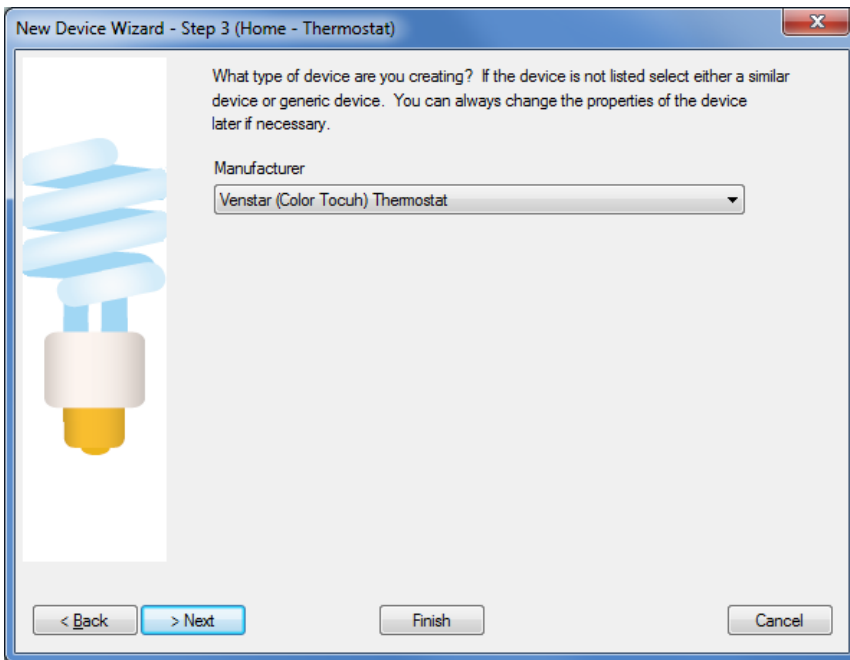 New Device Wizard - Step 3 (Home - Thermostat)
What type of device are you creating?  If the device is not listed select either a similar
device or generic device.  You can always change the properties of the device
later if necessary.
Manufacturer
Venstar (Color Tocuh) Thermostat
< Back
> Next
Finish
Cancel